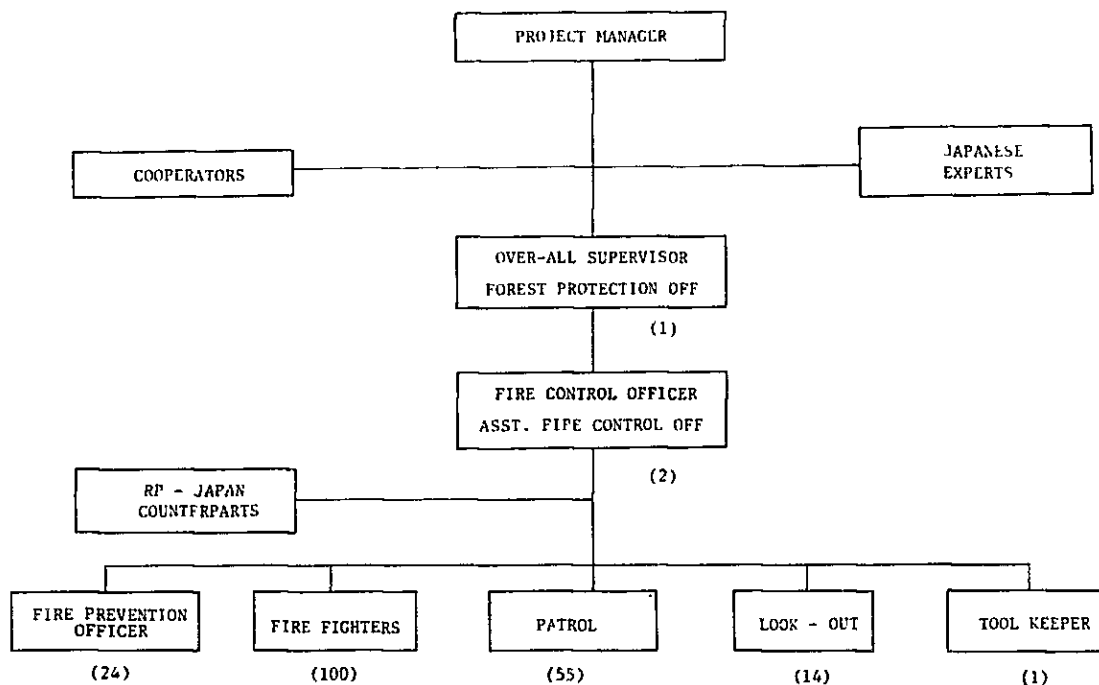 PROJECT MANAGER
COOPERATORS
JAPANESE
EXPERTS
OVER-ALL SUPERVISOR
FOREST PROTECTION OFF
(1)
FIRE CONTROL OFFICER
ASST. FIPE CONTROL OFF
(2)
RP - JAPAN
COUNTERPARTS
FIRE PREVENTION
OFFICER
FIRE FIGHTERS
PATROL
LOOK - OUT
TOOL KEEPER
(24)
(100)
(55)
(14)
(1)